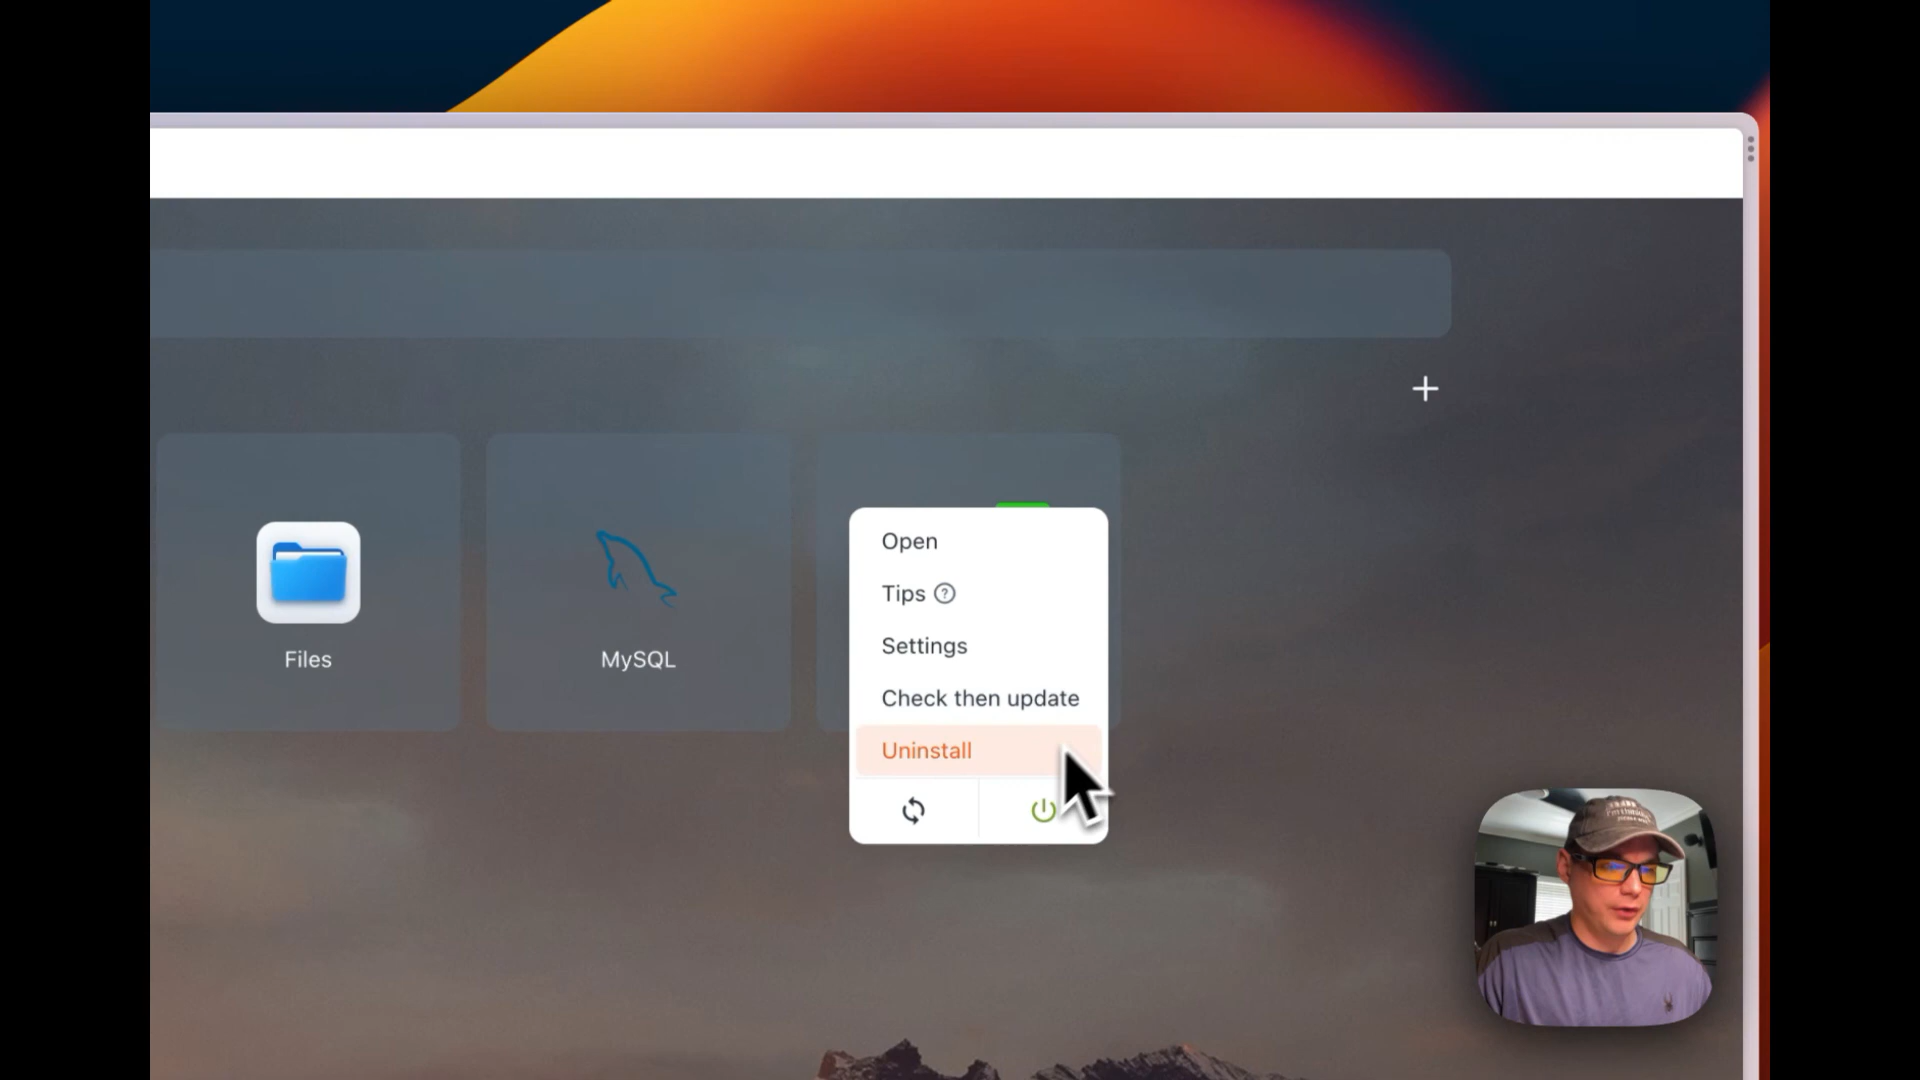 Open
Tips ?
Settings
Check then update
Uninstall
Files
MySQL